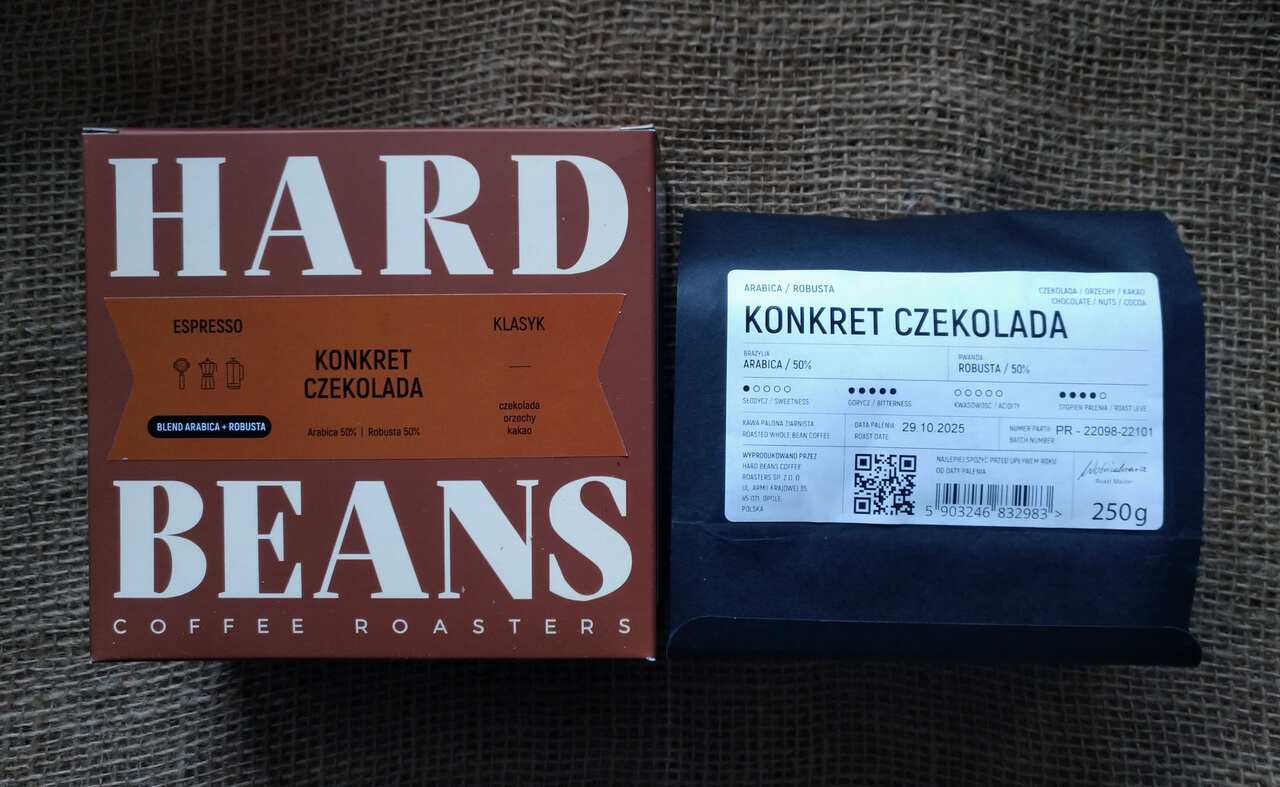 HARD
ESPRESSO
KLASYK
KONKRET
CZEKOLADA
czekolada
orzechy
kakao
BLEND ARABICA + ROBUSTA
Arabica 50% | Robusta 50%
BEANS
COFFEE ROASTERS
ARABICA / ROBUSTA
CZEKOLADA / ORZECHY / KAKAO
CHOCOLATE / NUTS / COCOA
KONKRET CZEKOLADA
BRAZYLIA
ARABICA / 50%
RWANDA
ROBUSTA / 50%
SŁODYCZ / SWEETNESS
GORYCZ / BITTERNESS
KWASOWOŚĆ / ACIDITY
STOPIEŃ PALENIA / ROAST LEVEL
KAWA PALONA ZIARNISTA
ROASTED WHOLE BEAN COFFEE
DATA PALENIA
ROAST DATE
29.10.2025
NUMER PARTII
BATCH NUMBER
PR - 22098-22101
WYPRODUKOWANO PRZEZ
HARD BEANS COFFEE
ROASTERS SP. Z O. O
UL. ARMII KRAJOWEJ 35
45-071, OPOLE
POLSKA
NAJLEPIEJ SPOŻYĆ PRZED UPŁYWEM ROKU
OD DATY PALENIA
5 903246 832983 >
Roast Master
250g